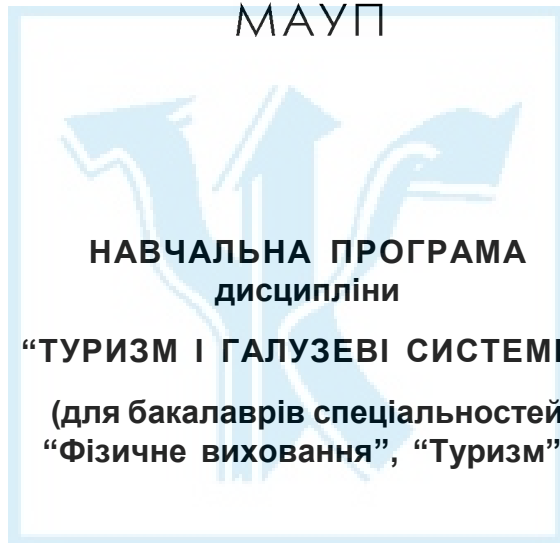 МАУП
НАВЧАЛЬНА ПРОГРАМА
дисципліни
“ТУРИЗМ І ГАЛУЗЕВІ СИСТЕМ
(для бакалаврів спеціальностей
“Фізичне виховання”, “Туризм”